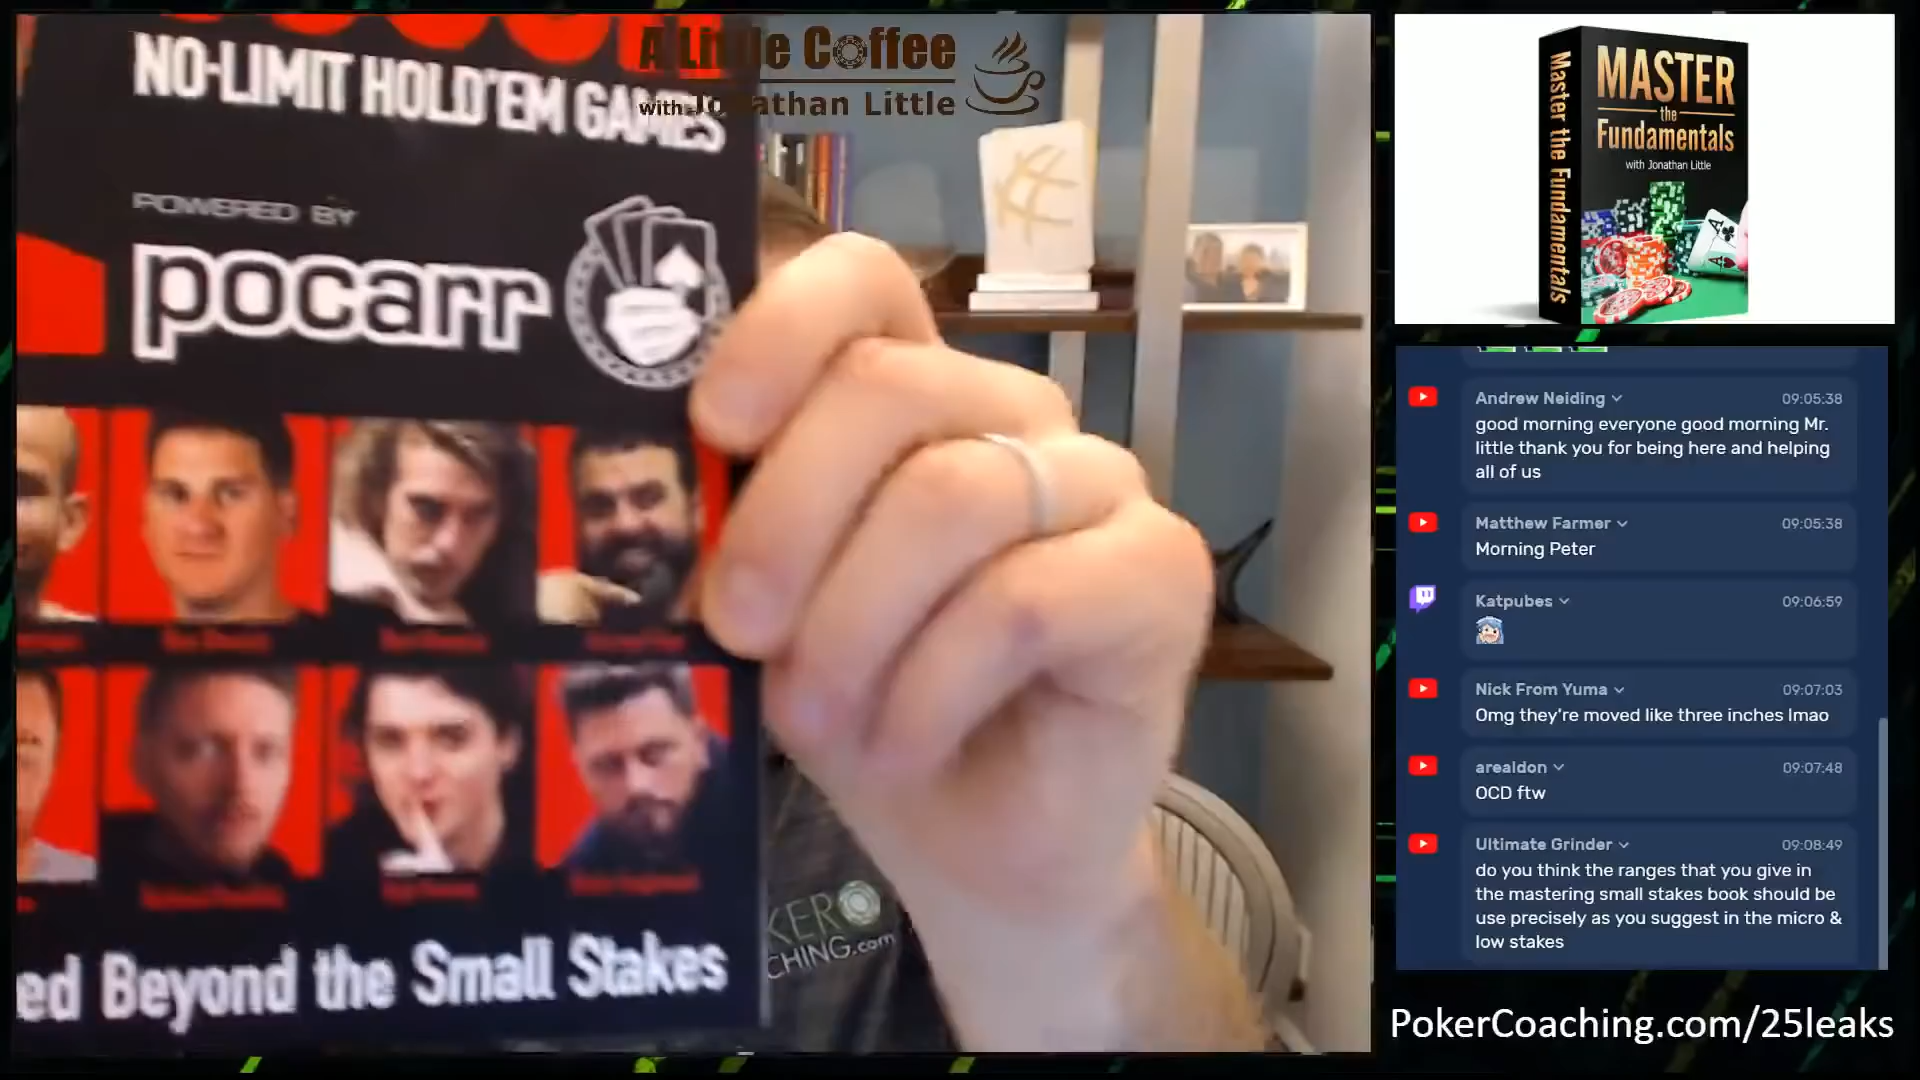 NO-LIMIT HOLD'EM GAMES
POWERED BY
pocarr
ed Beyond the Small Stakes
A Little Coffee
with Jonathan Little
KER
CHING.com
MASTER
the
Fundamentals
with Jonathan Little
Master the Fundamentals
A
A
Andrew Neiding 09:05:38
good morning everyone good morning Mr.
little thank you for being here and helping
all of us
Matthew Farmer 09:05:38
Morning Peter
Katpubes 09:06:59
Nick From Yuma 09:07:03
Omg they're moved like three inches lmao
arealdon 09:07:48
OCD ftw
Ultimate Grinder 09:08:49
do you think the ranges that you give in
the mastering small stakes book should be
use precisely as you suggest in the micro &
low stakes
PokerCoaching.com/25leaks